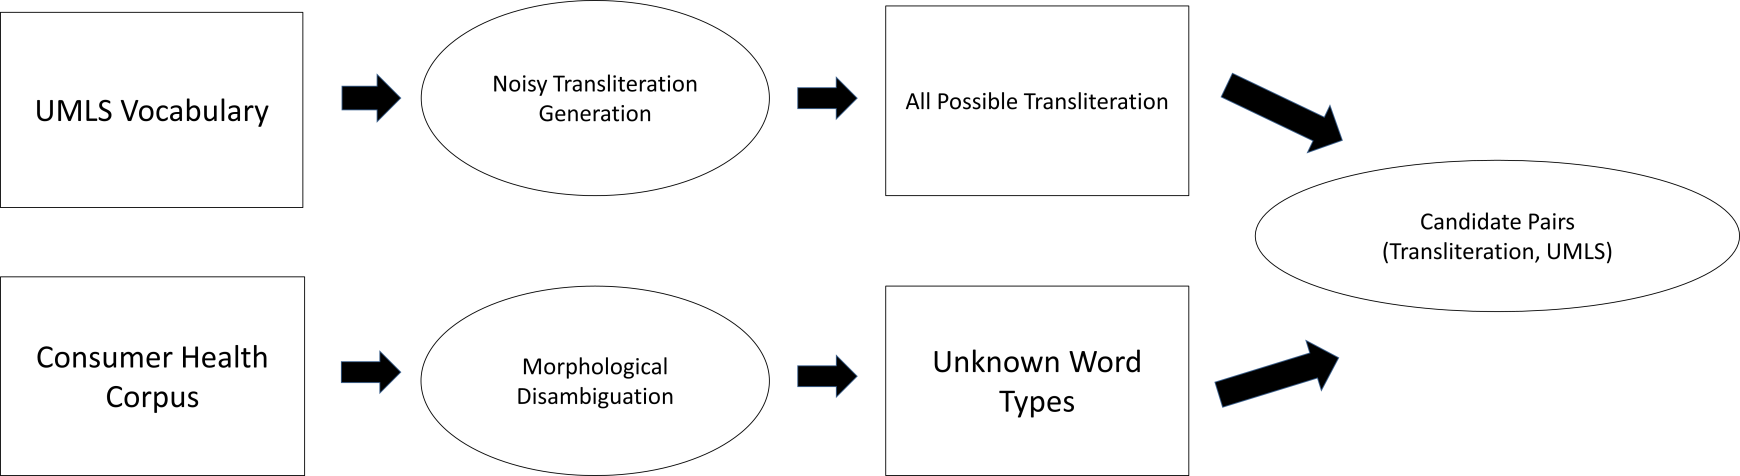 UMLS Vocabulary
Noisy Transliteration
Generation
All Possible Transliteration
Candidate Pairs
(Transliteration, UMLS)
Consumer Health
Corpus
Morphological
Disambiguation
Unknown Word
Types